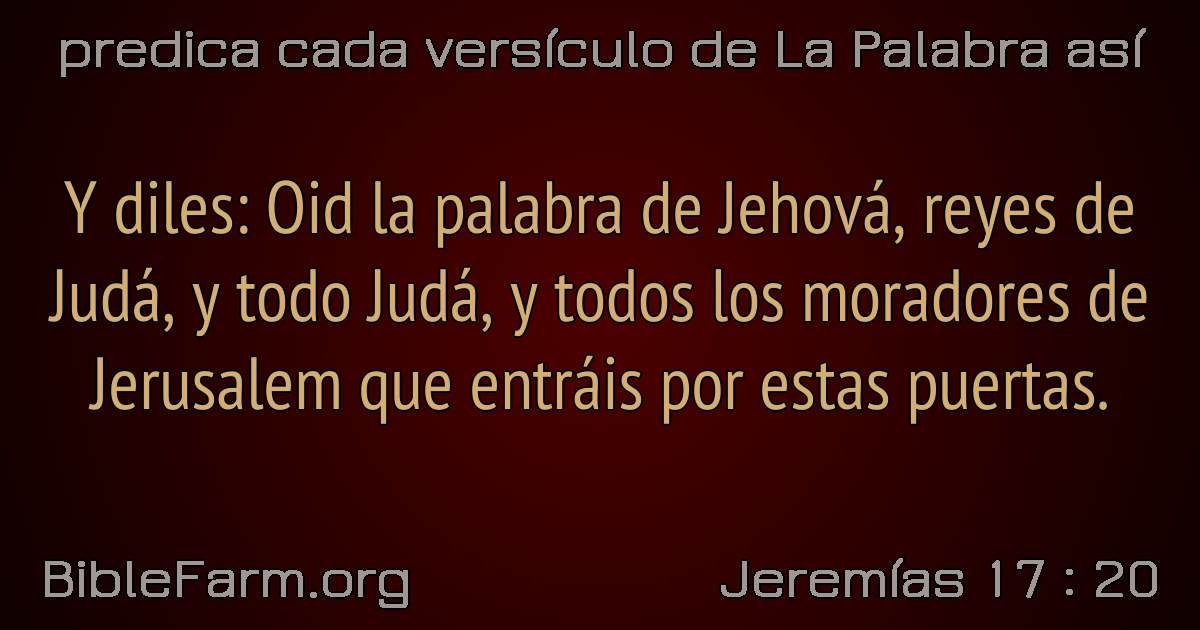 predica cada versículo de La Palabra así
Y diles: Oid la palabra de Jehová, reyes de
Judá, y todo Judá, y todos los moradores de
Jerusalem que entráis por estas puertas.
BibleFarm.org
Jeremías 17 : 20